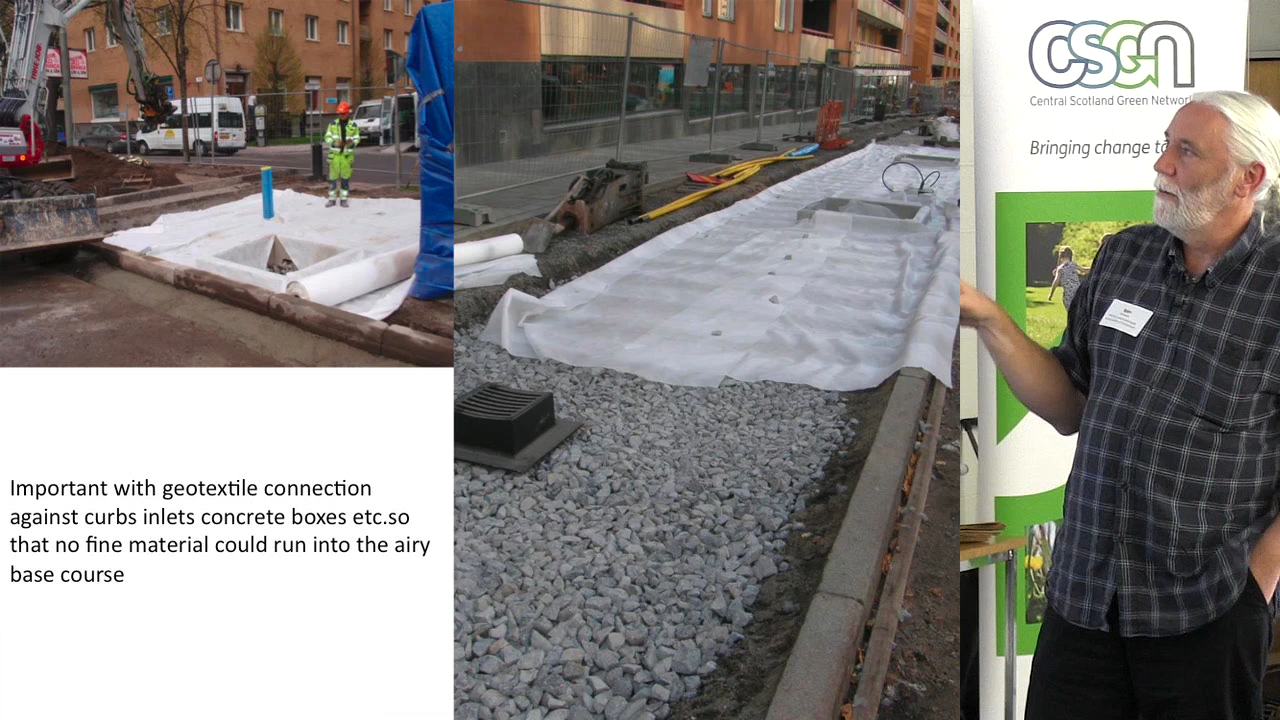 Important with geotextile connection
against curbs inlets concrete boxes etc.so
that no fine material could run into the airy
base course
CSGN
Central Scotland Green Network
Bringing change to